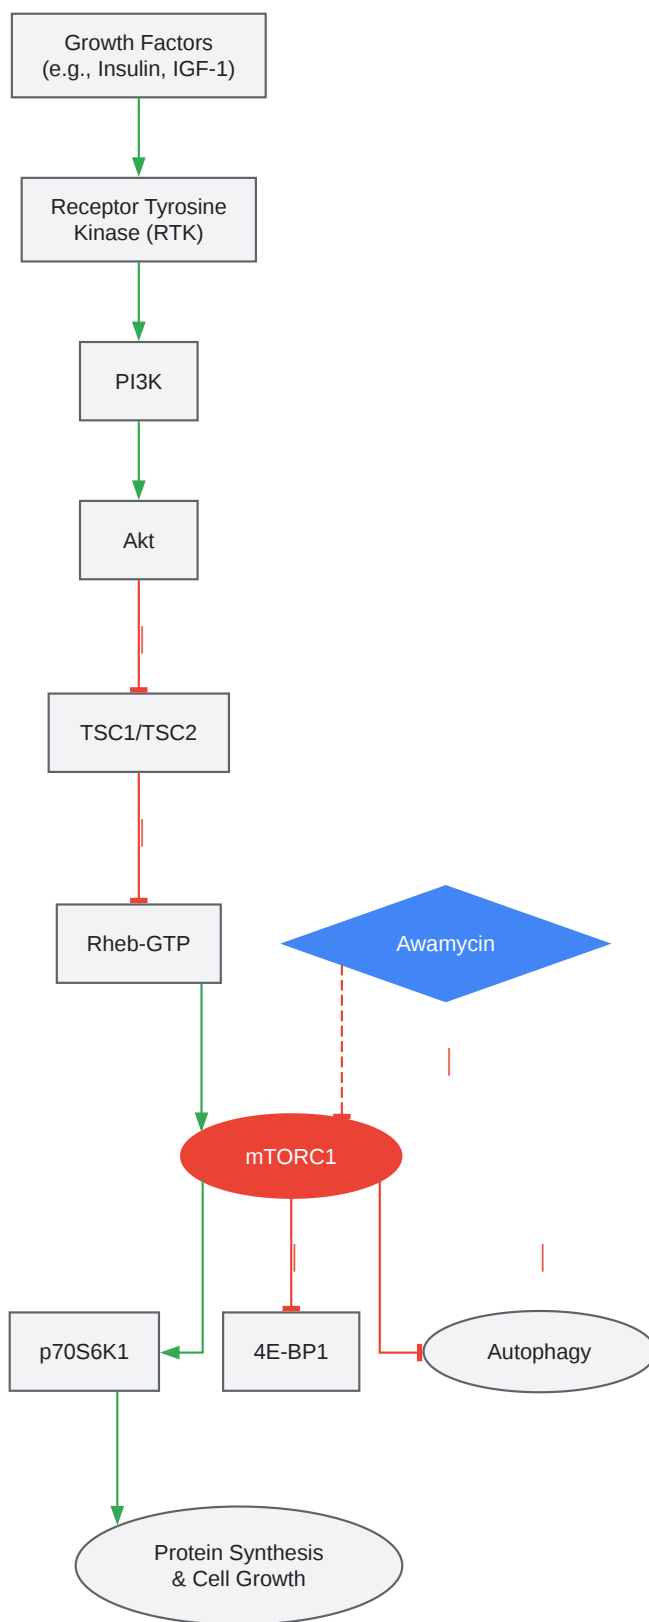 Growth Factors
(e.g., Insulin, IGF-1)
Receptor Tyrosine
Kinase (RTK)
PI3K
Akt
TSC1/TSC2
Rheb-GTP
Awamycin
mTORC1
p70S6K1
4E-BP1
Autophagy
Protein Synthesis
& Cell Growth